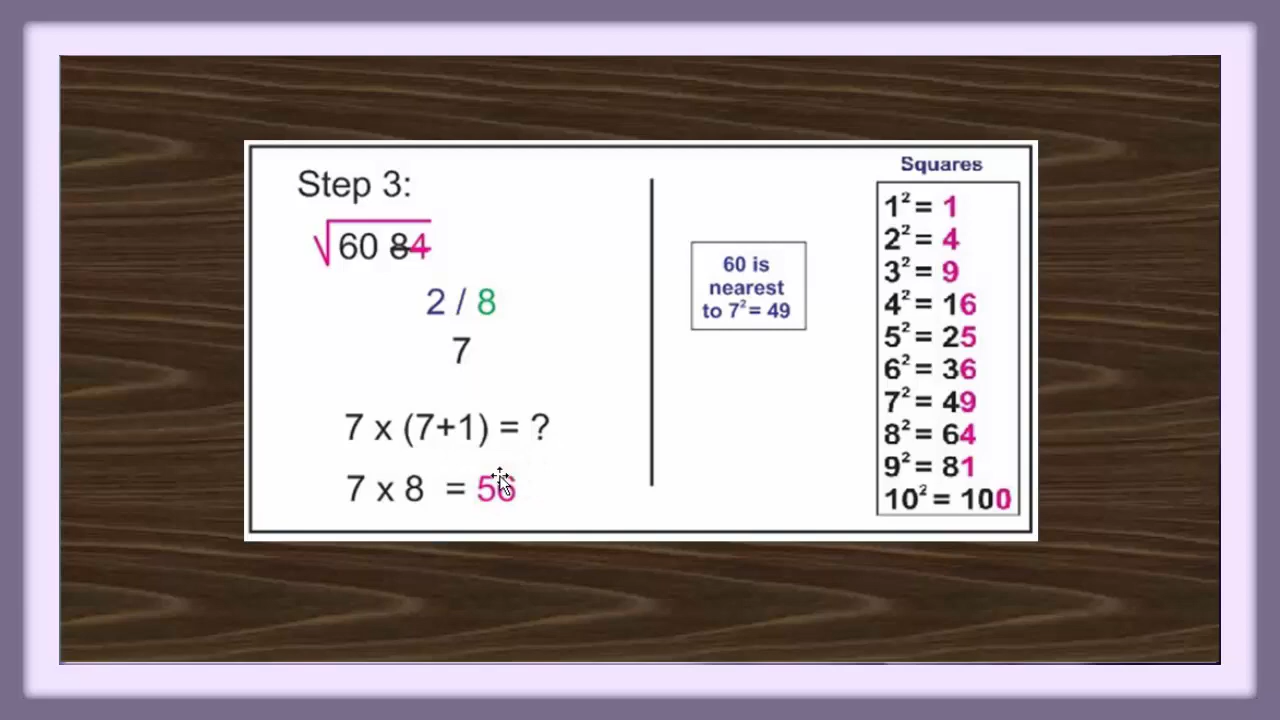 Step 3:
√60 84
2 / 8
7
7 x (7+1) = ?
7 x 8 = 56
60 is
nearest
to 7² = 49
Squares
1² = 1
2² = 4
3² = 9
4² = 16
5² = 25
6² = 36
7² = 49
8² = 64
9² = 81
10² = 100